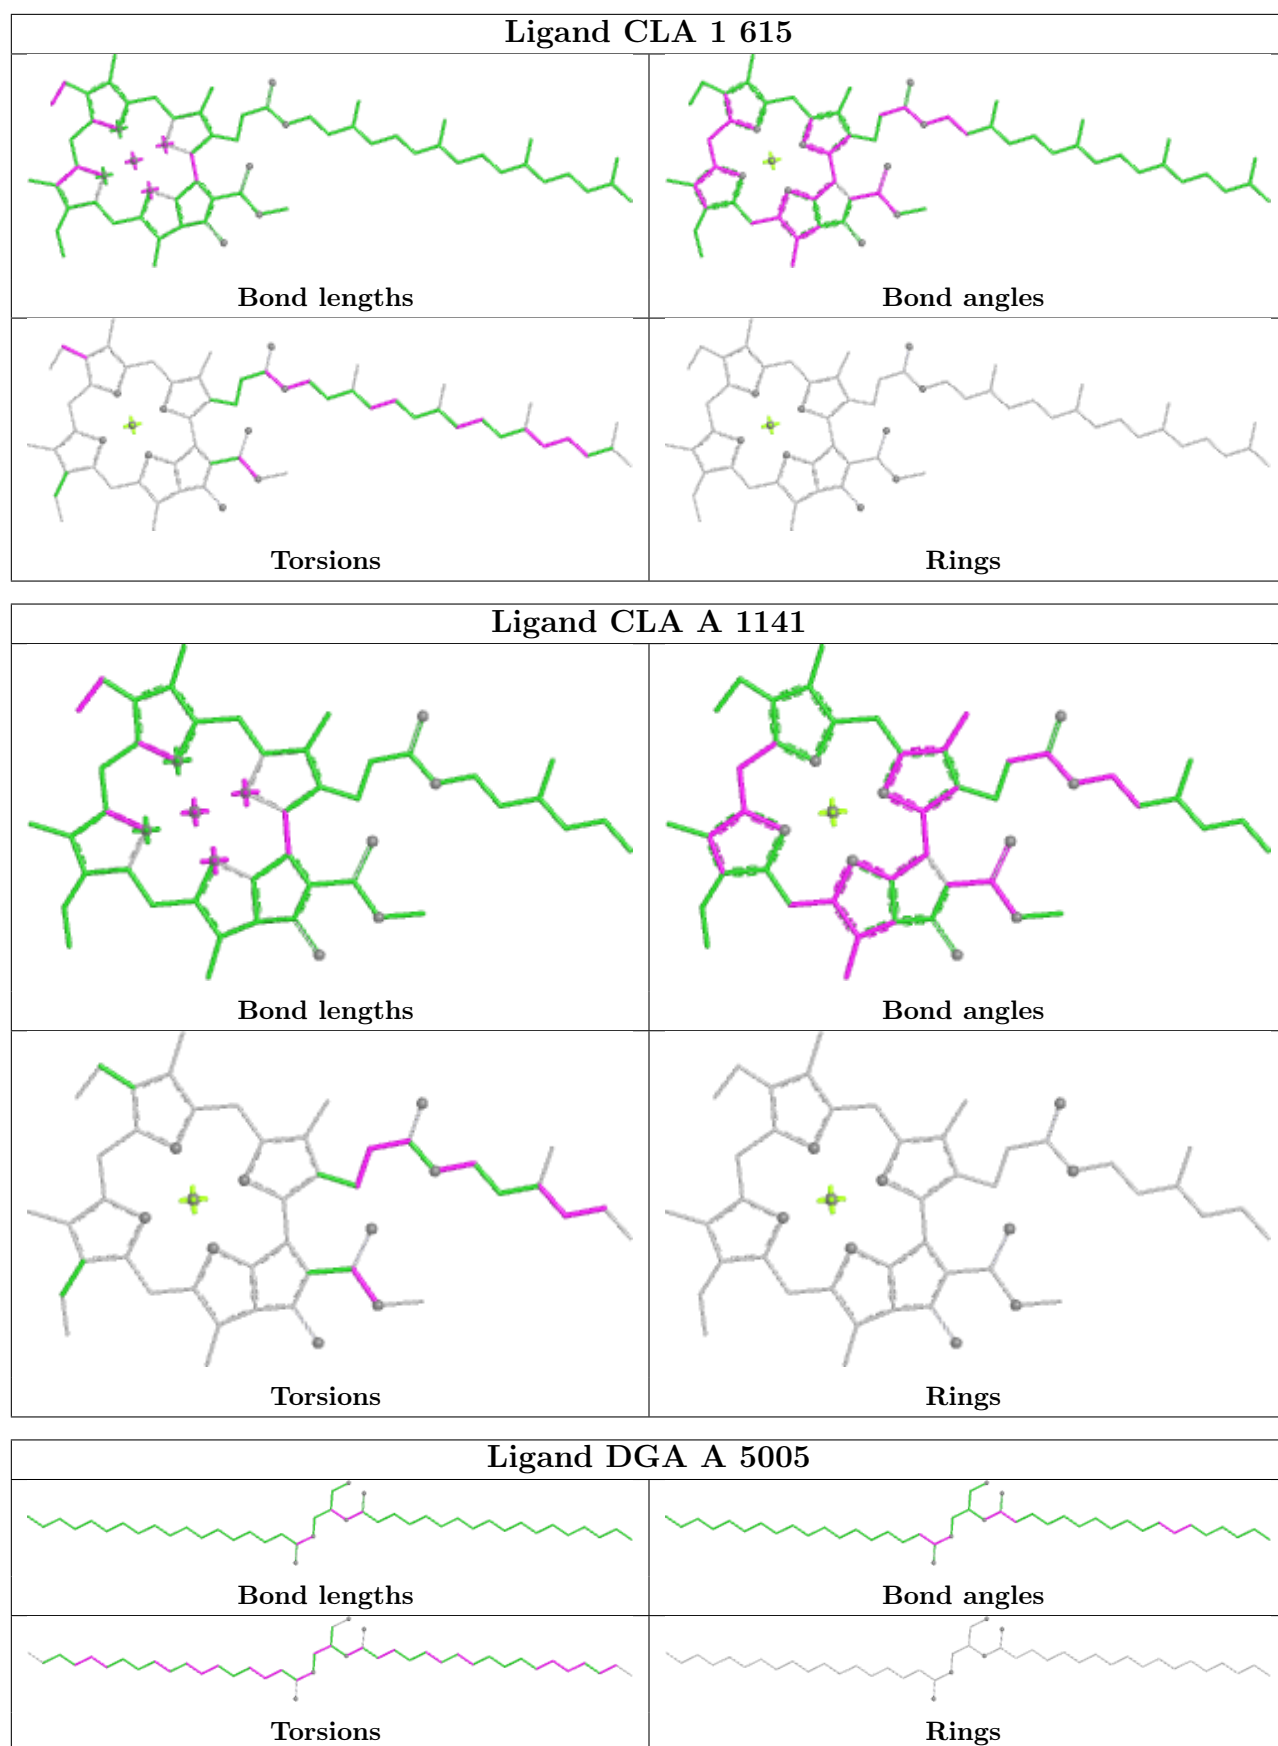 Ligand CLA 1 615
Bond lengths
Bond angles
Torsions
Rings
Ligand CLA A 1141
Bond lengths
Bond angles
Torsions
Rings
Ligand DGA A 5005
Bond lengths
Bond angles
Torsions
Rings